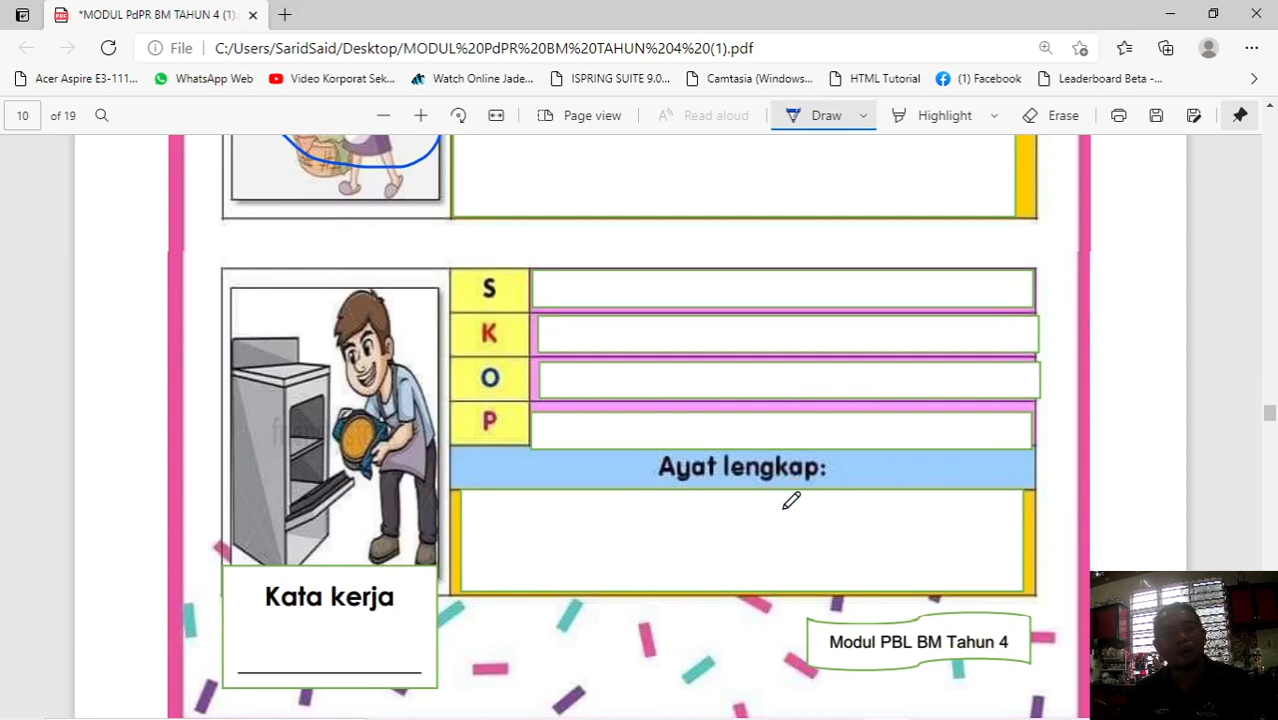 *MODUL PdPR BM TAHUN 4 (1).
File C:/Users/SaridSaid/Desktop/MODUL%20PdPR%20BM%20TAHUN%204%20(1).pdf
Acer Aspire E3-111... WhatsApp Web Video Korporat Sek... Watch Online Jade... ISPRING SUITE 9.0... Camtasia (Windows... HTML Tutorial (1) Facebook Leaderboard Beta -...
10 of 19 Page view Read aloud Draw Highlight Erase
S
K
O
P
Ayat lengkap:
Kata kerja
Modul PBL BM Tahun 4